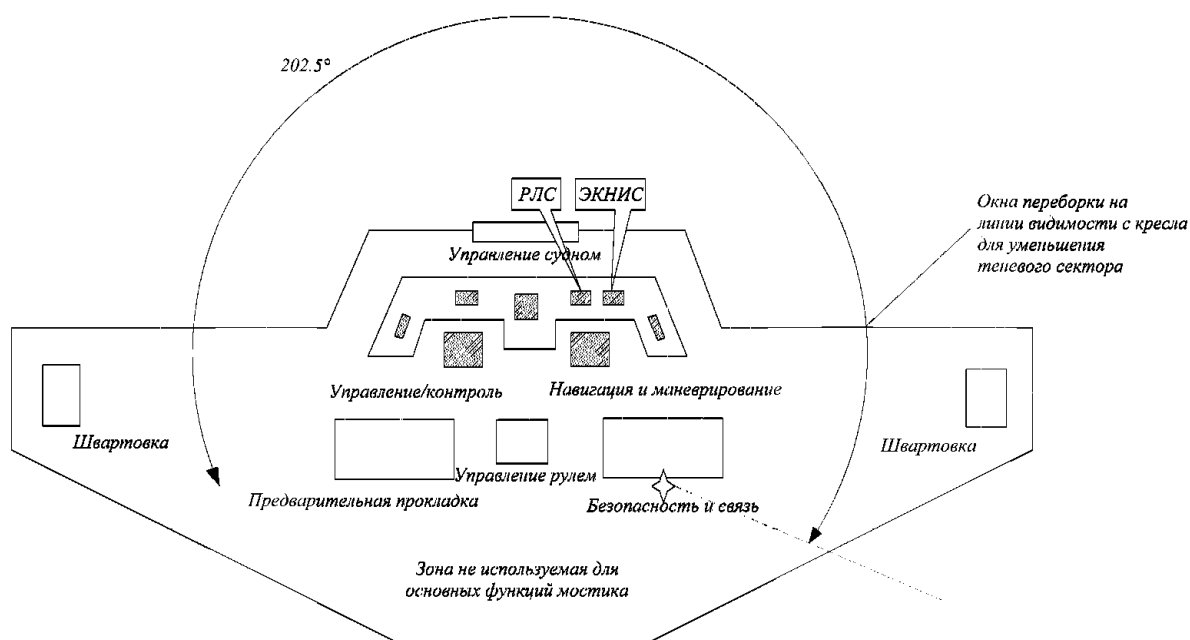 202.5°
РЛС
ЭКНИС
Окна переборки на
линии видимости с кресла
для уменьшения
теневого сектора
Управление судном
Управление/контроль
Навигация и маневрирование
Швартовка
Швартовка
Управление рулем
Предварительная прокладка
Безопасность и связь
Зона не используемая для
основных функций мостика